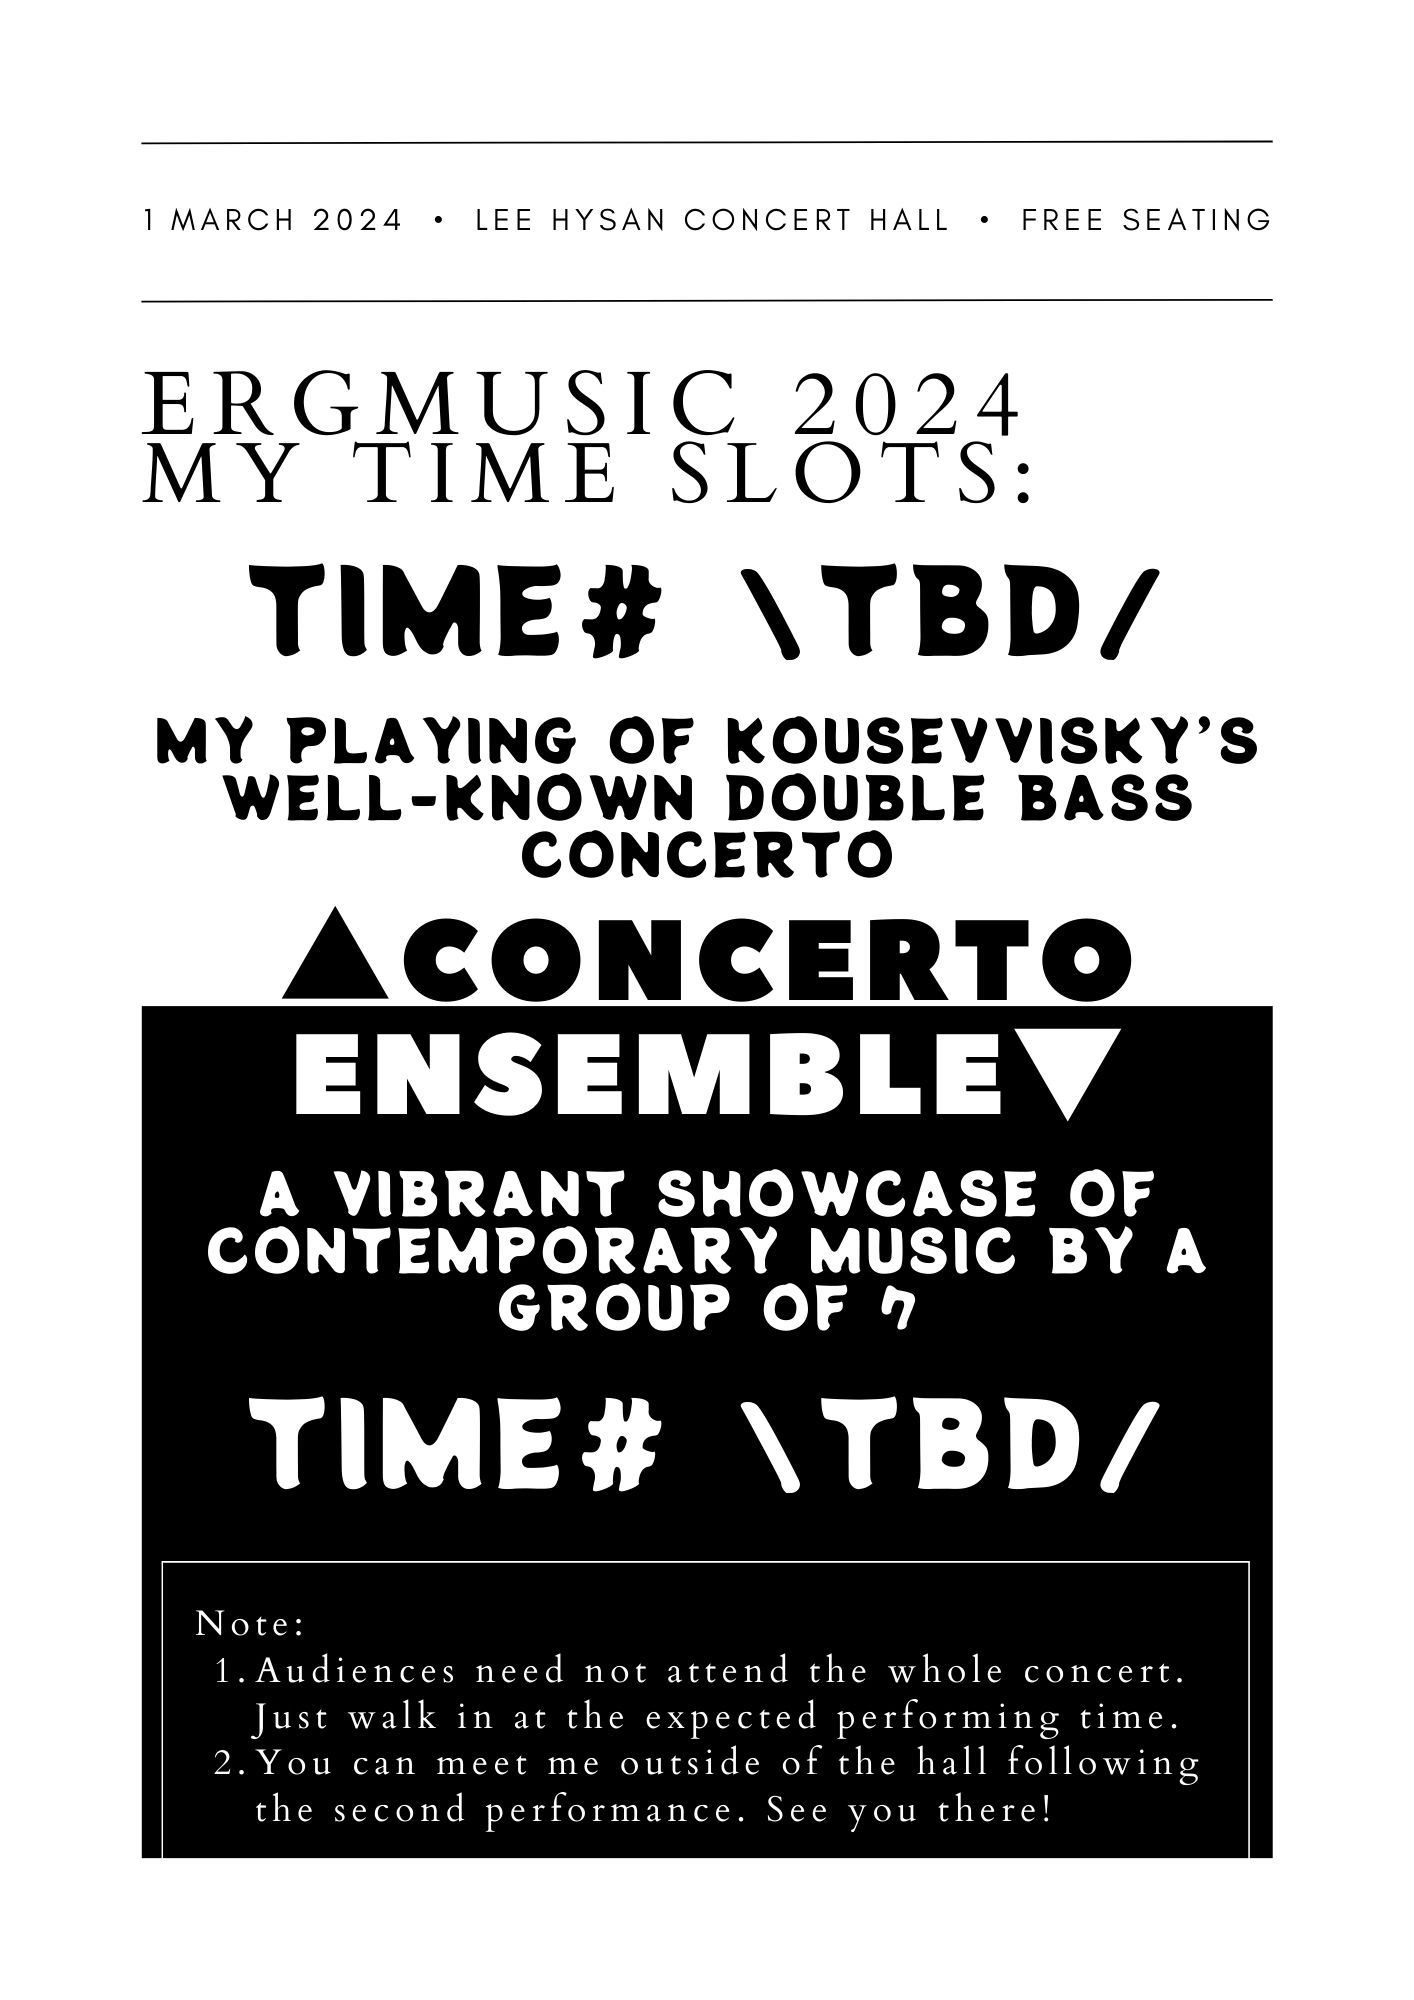 1 MARCH 2024 • LEE HYSAN CONCERT HALL • FREE SEATING
ERGMUSIC 2024
MY TIME SLOTS:
TIME# \TBD/
MY PLAYING OF KOUSEVVISKY'S
WELL-KNOWN DOUBLE BASS
CONCERTO
▲CONCERTO
ENSEMBLE▼
A VIBRANT SHOWCASE OF
CONTEMPORARY MUSIC BY A
GROUP OF 7
TIME# \TBD/
Note:
1. Audiences need not attend the whole concert.
Just walk in at the expected performing time.
2. You can meet me outside of the hall following
the second performance. See you there!